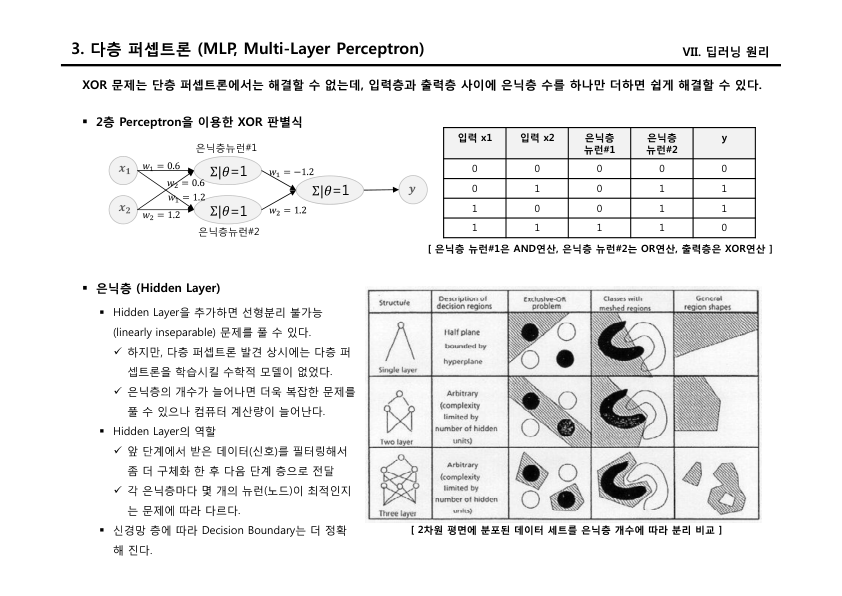 3. 다층 퍼셉트론 (MLP, Multi-Layer Perceptron)
VII. 딥러닝 원리
XOR 문제는 단층 퍼셉트론에서는 해결할 수 없는데, 입력층과 출력층 사이에 은닉층 수를 하나만 더하면 쉽게 해결할 수 있다.
▪ 2층 Perceptron을 이용한 XOR 판별식
은닉층뉴런#1
x₁
w₁ = 0.6
Σ|θ=1
w₁ = −1.2
w₂ = 0.6
Σ|θ=1
y
w₁ = 1.2
x₂
w₂ = 1.2
Σ|θ=1
w₂ = 1.2
은닉층뉴런#2
입력 x1 입력 x2 은닉층 뉴런#1 은닉층 뉴런#2 y
0 0 0 0 0
0 1 0 1 1
1 0 0 1 1
1 1 1 1 0
[ 은닉층 뉴런#1은 AND연산, 은닉층 뉴런#2는 OR연산, 출력층은 XOR연산 ]
▪ 은닉층 (Hidden Layer)
▪ Hidden Layer을 추가하면 선형분리 불가능
(linearly inseparable) 문제를 풀 수 있다.
✓ 하지만, 다층 퍼셉트론 발견 상시에는 다층 퍼
셉트론을 학습시킬 수학적 모델이 없었다.
✓ 은닉층의 개수가 늘어나면 더욱 복잡한 문제를
풀 수 있으나 컴퓨터 계산량이 늘어난다.
▪ Hidden Layer의 역할
✓ 앞 단계에서 받은 데이터(신호)를 필터링해서
좀 더 구체화 한 후 다음 단계 층으로 전달
✓ 각 은닉층마다 몇 개의 뉴런(노드)이 최적인지
는 문제에 따라 다르다.
▪ 신경망 층에 따라 Decision Boundary는 더 정확
해 진다.
Structure
Description of
decision regions
Exclusive-OR
problem
Classes with
meshed regions
General
region shapes
Single layer
Half plane
bounded by
hyperplane
Two layer
Arbitrary
(complexity
limited by
number of hidden
units)
Three layer
Arbitrary
(complexity
limited by
number of hidden
units)
[ 2차원 평면에 분포된 데이터 세트를 은닉층 개수에 따라 분리 비교 ]